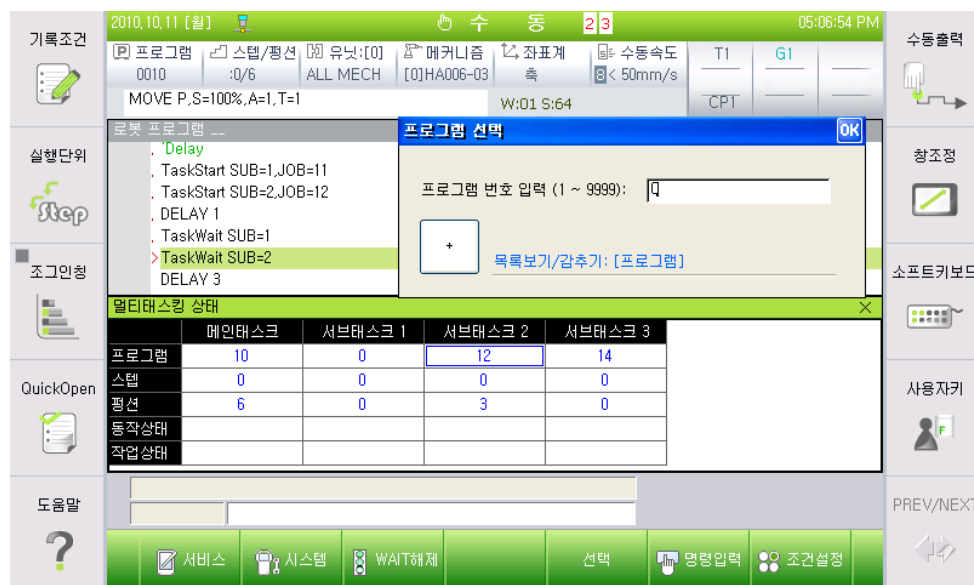 기록조건
2010,10,11 [월] 수 동 2 3 05:06:54 PM
수동출력
P 프로그램 스텝/평션 유닛:[0] 메커니즘 좌표계 수동속도 T1 G1
0010 :0/6 ALL MECH [0]HA006-03 축 8< 50mm/s
MOVE P,S=100%,A=1,T=1 W:01 S:64 CP1
로봇 프로그램 __
프로그램 선택 OK
'Delay
TaskStart SUB=1,JOB=11
TaskStart SUB=2,JOB=12
DELAY 1
TaskWait SUB=1
>TaskWait SUB=2
DELAY 3
프로그램 번호 입력 (1 ~ 9999): 0
+
목록보기/감추기: [프로그램]
실행단위
Step
창조정
조그인칭
소프트키보드
멀티태스킹 상태
메인태스크 서브태스크 1 서브태스크 2 서브태스크 3
프로그램 10 0 12 14
스텝 0 0 0 0
펑션 6 0 3 0
동작상태
작업상태
QuickOpen
사용자키
F
도움말
?
PREV/NEXT
서비스 시스템 WAIT해제 선택 명령입력 조건설정